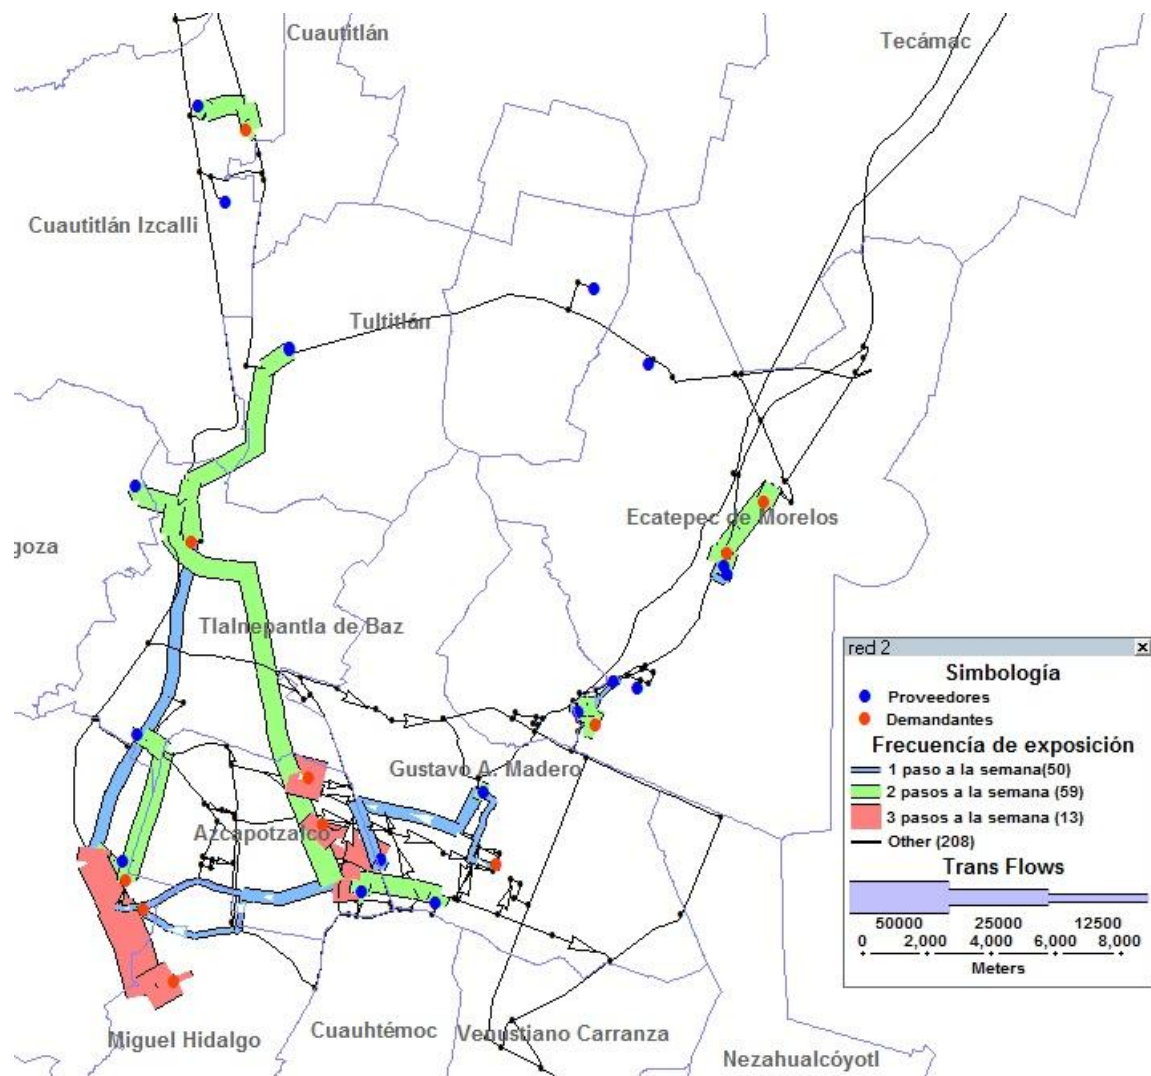 Cuautitlán
Tecámac
Cuautitlán Izcalli
Tultitlán
Ecatepec de Morelos
goza
Tlalnepantla de Baz
Gustavo A. Madero
Azcapotzalco
Miguel Hidalgo
Cuauhtémoc
Venustiano Carranza
Nezahualcóyotl
red 2
Simbología
Proveedores
Demandantes
Frecuencía de exposición
1 paso a la semana(50)
2 pasos a la semana (59)
3 pasos a la semana (13)
Other (208)
Trans Flows
50000 25000 12500
0 2,000 4,000 6,000 8,000
Meters